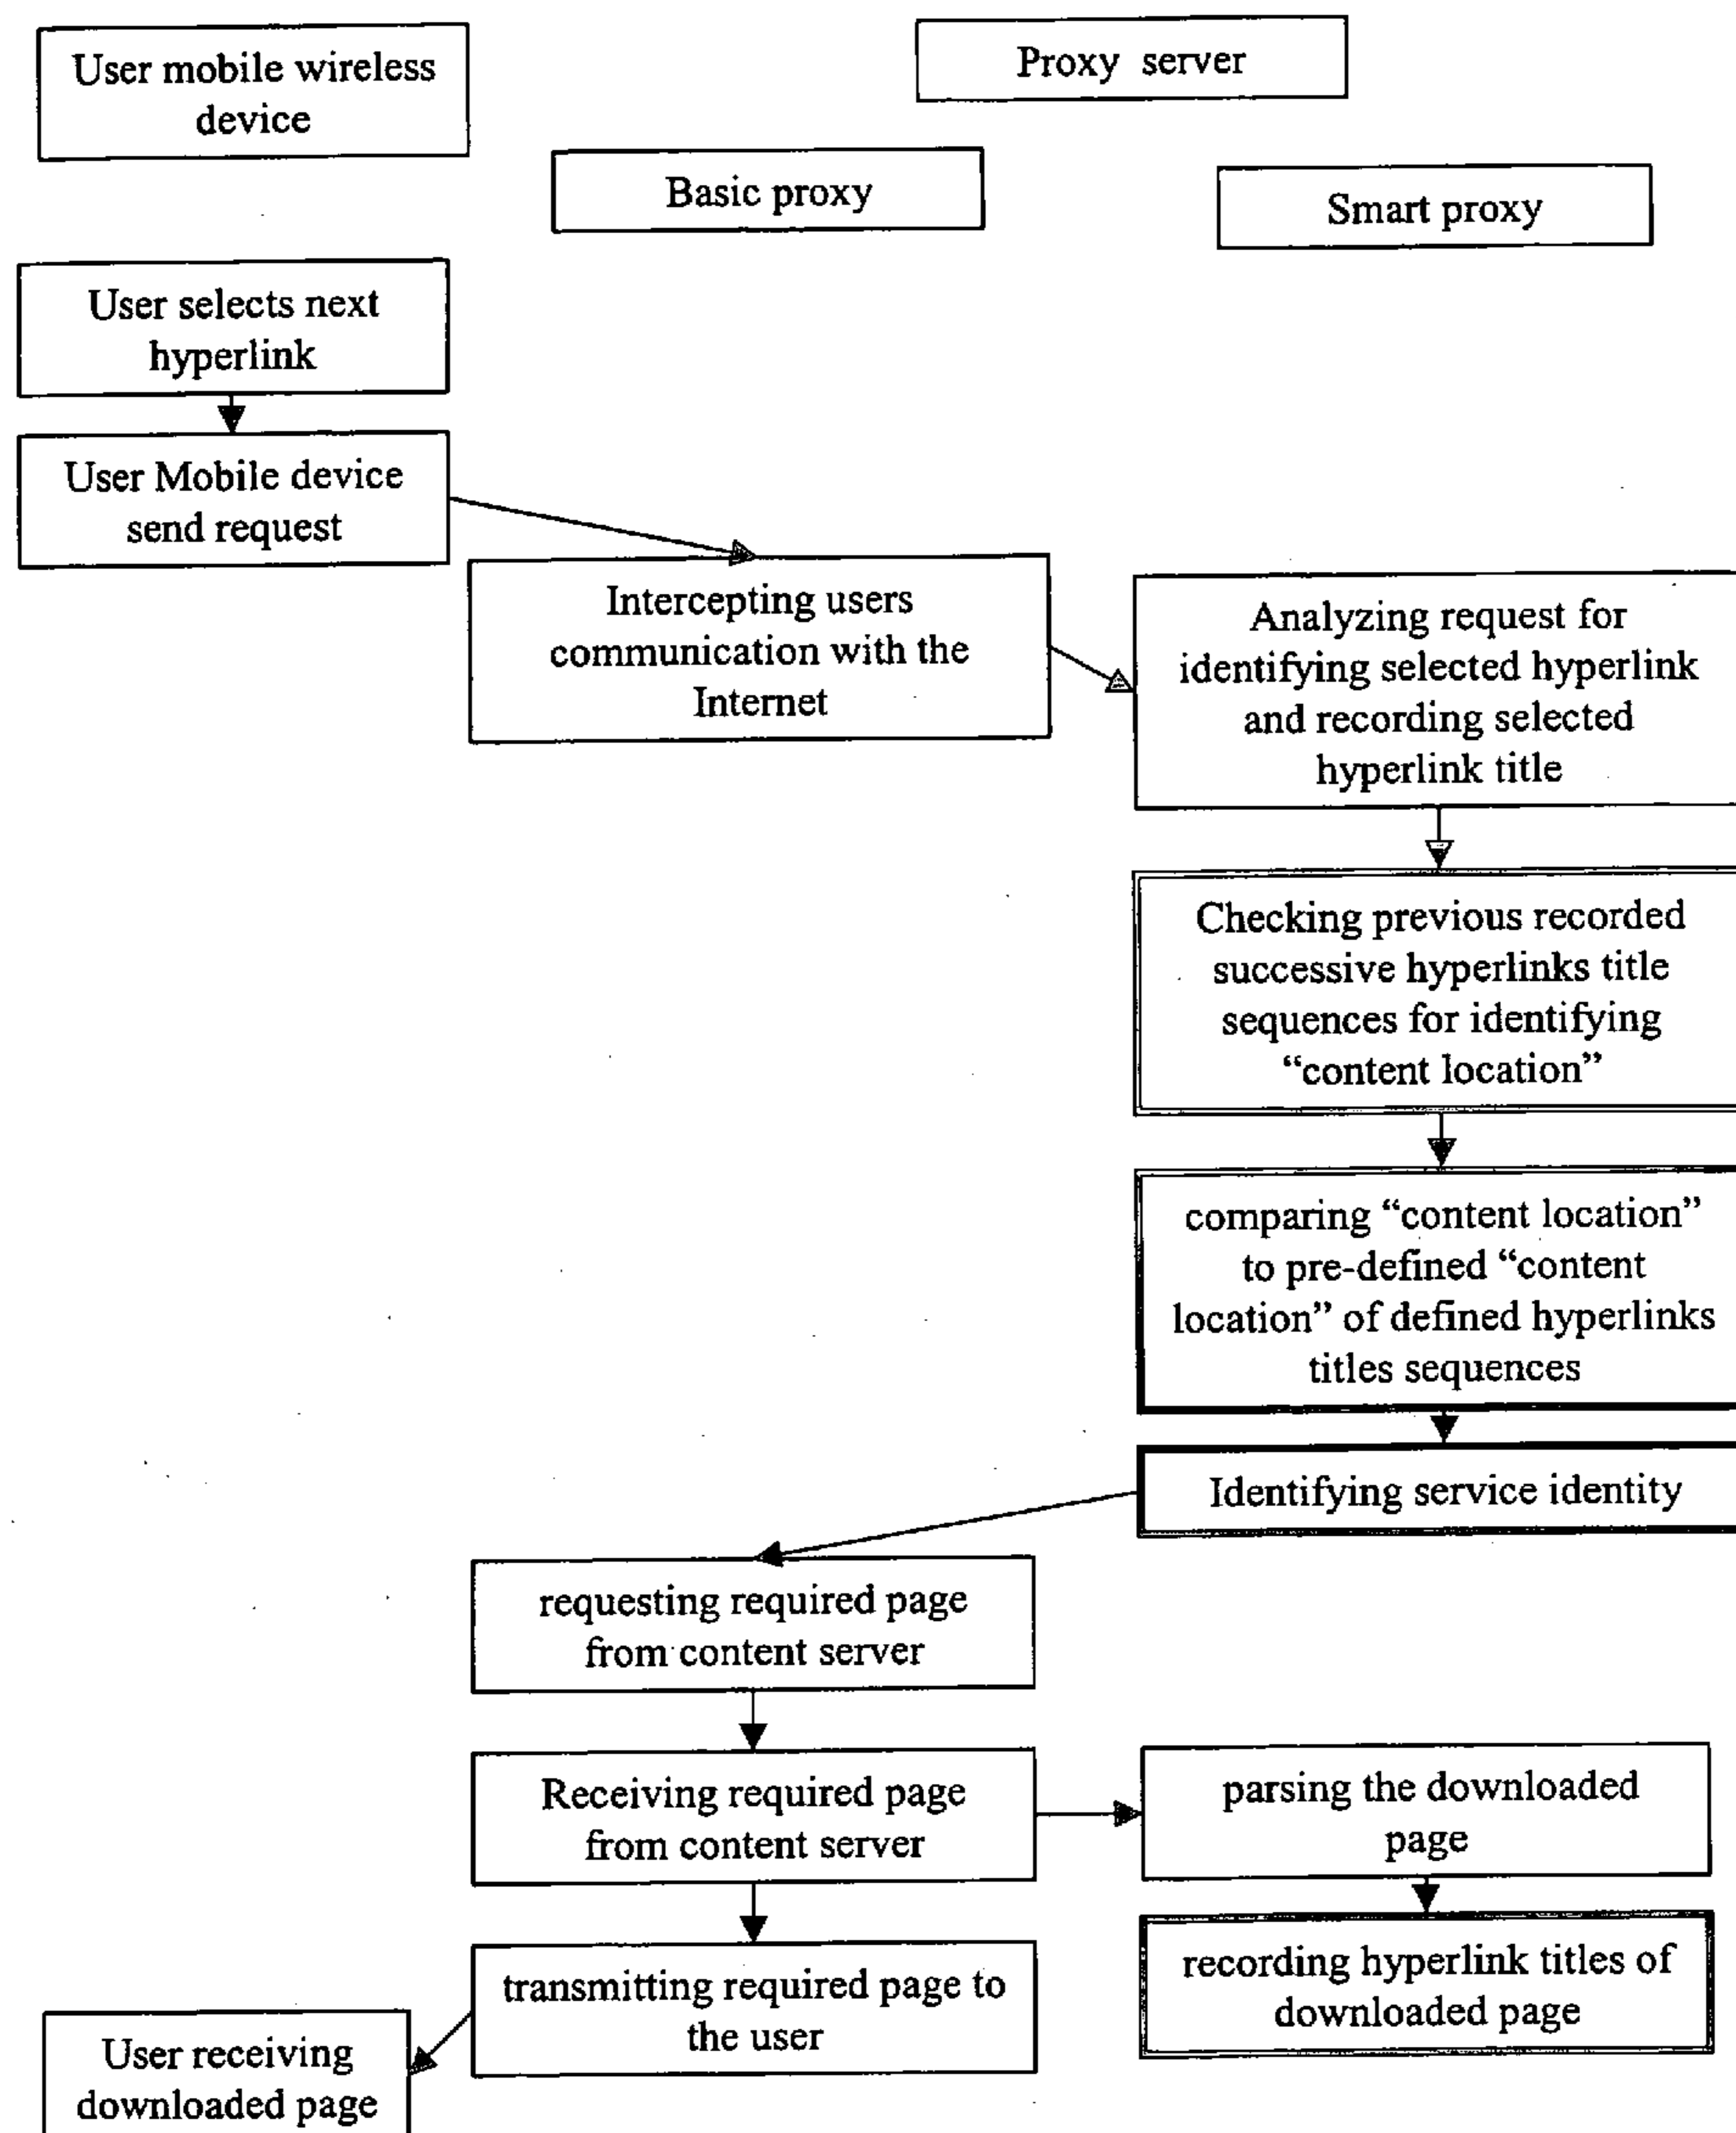 User mobile wireless
device
Proxy server
Basic proxy
Smart proxy
User selects next
hyperlink
User Mobile device
send request
Intercepting users
communication with the
Internet
Analyzing request for
identifying selected hyperlink
and recording selected
hyperlink title
Checking previous recorded
successive hyperlinks title
sequences for identifying
“content location”
comparing “content location”
to pre-defined “content
location” of defined hyperlinks
titles sequences
Identifying service identity
requesting required page
from content server
Receiving required page
from content server
parsing the downloaded
page
recording hyperlink titles of
downloaded page
transmitting required page to
the user
User receiving
downloaded page